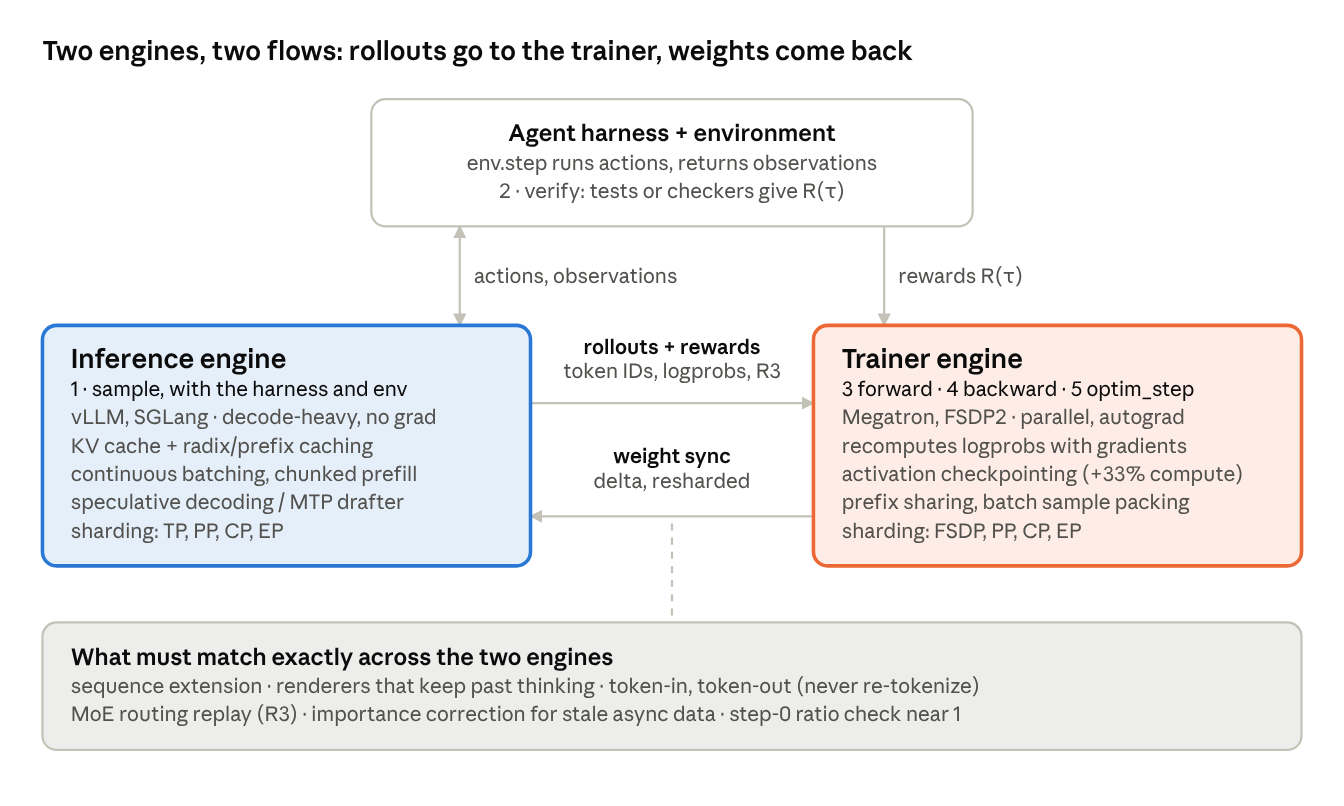 Two engines, two flows: rollouts go to the trainer, weights come back
Agent harness + environment
env.step runs actions, returns observations
2 · verify: tests or checkers give R(τ)
actions, observations
rewards R(τ)
Inference engine
1 · sample, with the harness and env
vLLM, SGLang · decode-heavy, no grad
KV cache + radix/prefix caching
continuous batching, chunked prefill
speculative decoding / MTP drafter
sharding: TP, PP, CP, EP
rollouts + rewards
token IDs, logprobs, R3
weight sync
delta, resharded
Trainer engine
3 forward · 4 backward · 5 optim_step
Megatron, FSDP2 · parallel, autograd
recomputes logprobs with gradients
activation checkpointing (+33% compute)
prefix sharing, batch sample packing
sharding: FSDP, PP, CP, EP
What must match exactly across the two engines
sequence extension · renderers that keep past thinking · token-in, token-out (never re-tokenize)
MoE routing replay (R3) · importance correction for stale async data · step-0 ratio check near 1